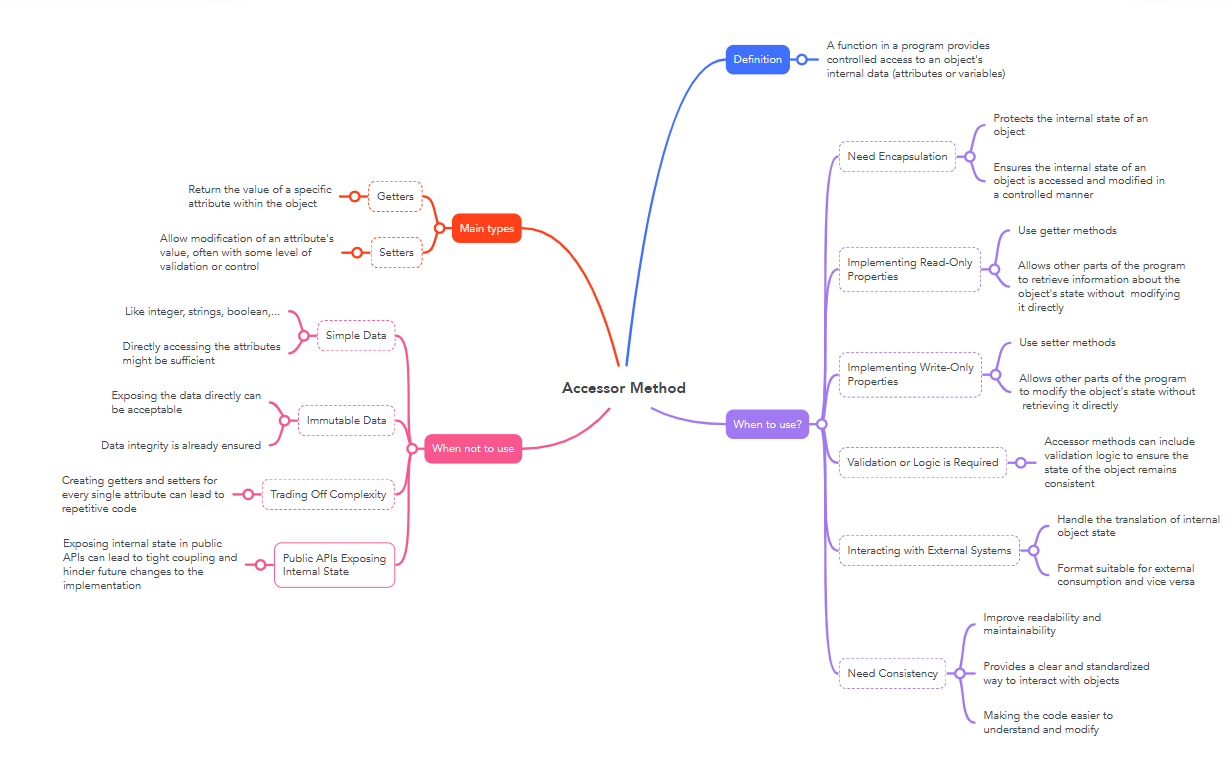 Accessor Method
Definition
A function in a program provides
controlled access to an object's
internal data (attributes or variables)
Main types
Getters
Return the value of a specific
attribute within the object
Setters
Allow modification of an attribute's
value, often with some level of
validation or control
When not to use
Simple Data
Like integer, strings, boolean,...
Directly accessing the attributes
might be sufficient
Immutable Data
Exposing the data directly can
be acceptable
Data integrity is already ensured
Trading Off Complexity
Creating getters and setters for
every single attribute can lead to
repetitive code
Public APIs Exposing
Internal State
Exposing internal state in public
APIs can lead to tight coupling and
hinder future changes to the
implementation
When to use?
Need Encapsulation
Protects the internal state of an
object
Ensures the internal state of an
object is accessed and modified in
a controlled manner
Implementing Read-Only
Properties
Use getter methods
Allows other parts of the program
to retrieve information about the
object's state without modifying
it directly
Implementing Write-Only
Properties
Use setter methods
Allows other parts of the program
to modify the object's state without
retrieving it directly
Validation or Logic is Required
Accessor methods can include
validation logic to ensure the
state of the object remains
consistent
Interacting with External Systems
Handle the translation of internal
object state
Format suitable for external
consumption and vice versa
Need Consistency
Improve readability and
maintainability
Provides a clear and standardized
way to interact with objects
Making the code easier to
understand and modify